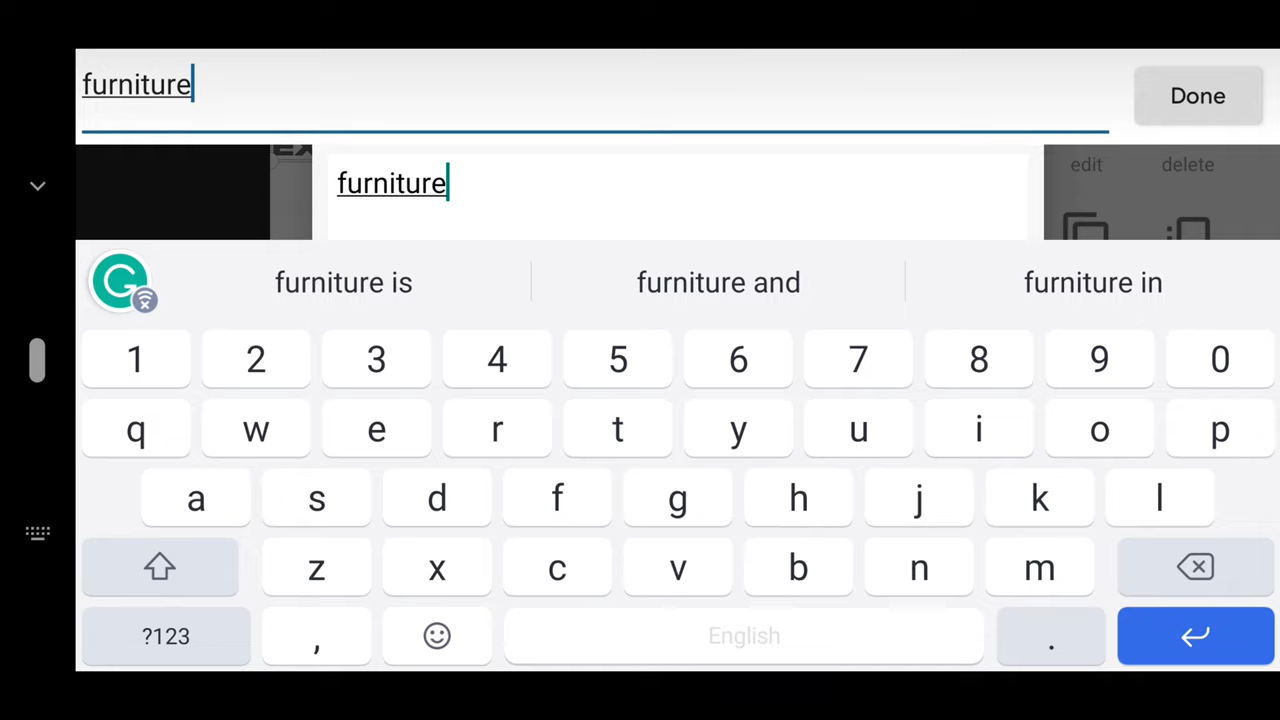 furniture
Done
edit delete
furniture
furniture is furniture and furniture in
1 2 3 4 5 6 7 8 9 0
q w e r t y u i o p
a s d f g h j k l
z x c v b n m
?123 , English .